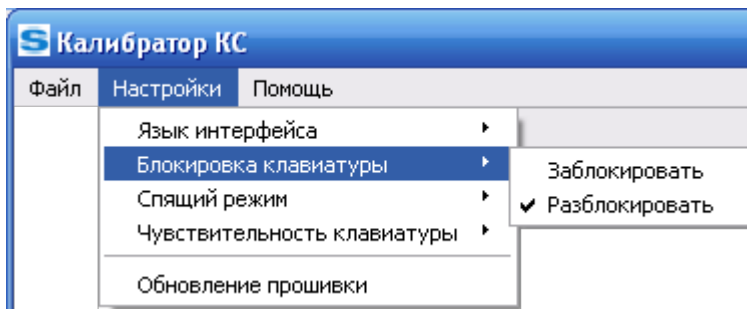 S Калибратор КС
Файл Настройки Помощь
Язык интерфейса
Блокировка клавиатуры
Заблокировать
Спящий режим
Разблокировать
Чувствительность клавиатуры
Обновление прошивки